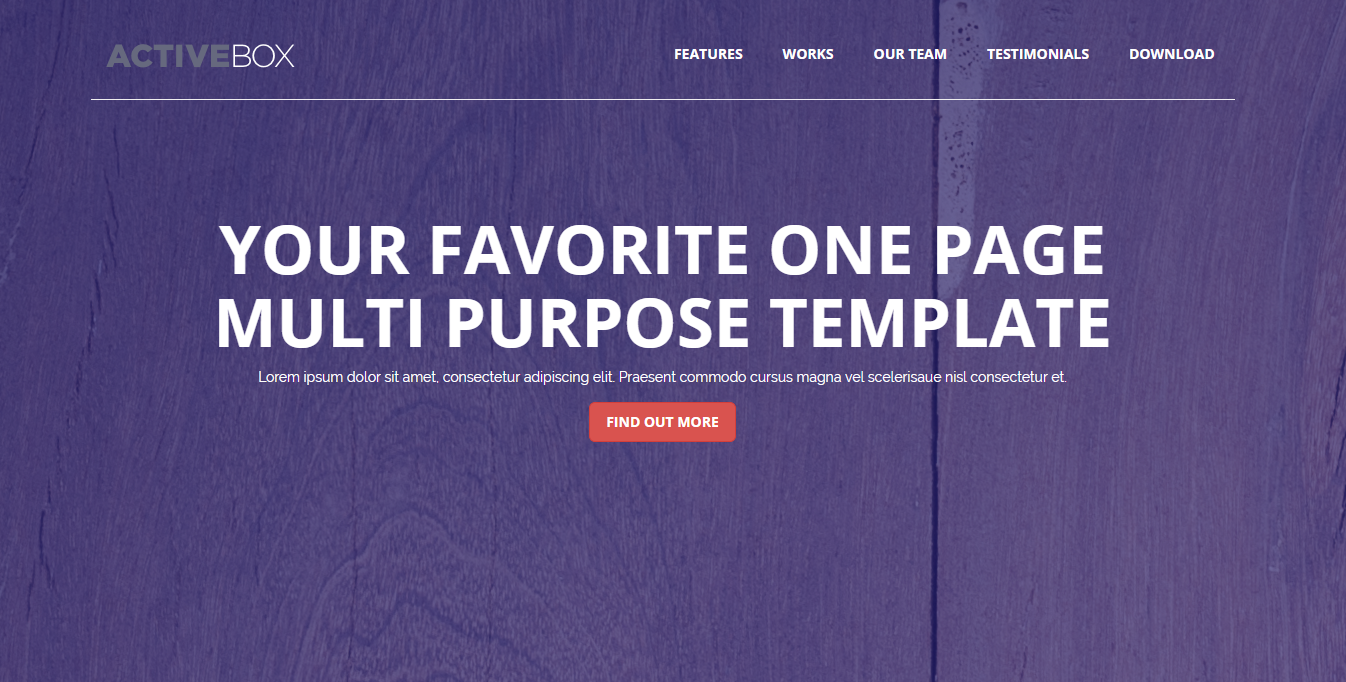 ACTIVEBOX
FEATURES WORKS OUR TEAM TESTIMONIALS DOWNLOAD
YOUR FAVORITE ONE PAGE
MULTI PURPOSE TEMPLATE
Lorem ipsum dolor sit amet, consectetur adipiscing elit. Praesent commodo cursus magna vel scelerisaue nisl consectetur et.
FIND OUT MORE